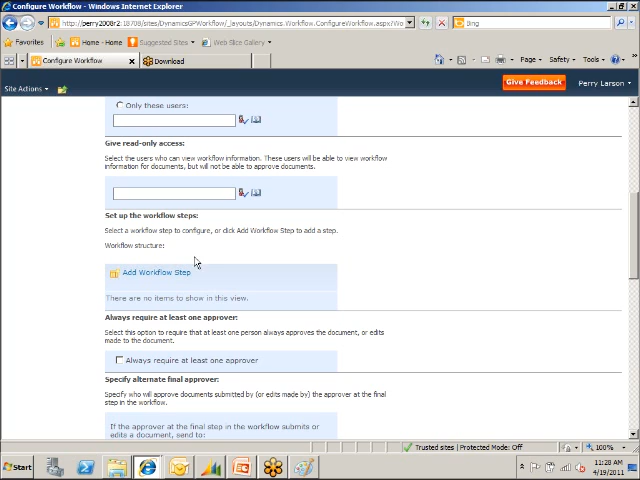 Configure Workflow - Windows Internet Explorer
http://perry2008r2:18709/sites/DynamicsGPWorkflow/_layouts/Dynamics.Workflow.ConfigureWorkflow.aspx?Wo
Bing
Favorites
Home - Home
Suggested Sites
Web Slice Gallery
Configure Workflow
Download
Page
Safety
Tools
Site Actions
Give Feedback
Perry Larson
Only these users:
Give read-only access:
Select the users who can view workflow information. These users will be able to view workflow
information for documents, but will not be able to approve documents.
Set up the workflow steps:
Select a workflow step to configure, or click Add Workflow Step to add a step.
Workflow structure:
Add Workflow Step
There are no items to show in this view.
Always require at least one approver:
Select this option to require that at least one person always approves the document, or edits
made to the document.
Always require at least one approver
Specify alternate final approver:
Specify who will approve documents submitted by (or edits made by) the approver at the final
step in the workflow.
If the approver at the final step in the workflow submits or
edits a document, send to:
Trusted sites | Protected Mode: Off
100%
Start
11:28 AM
4/19/2011